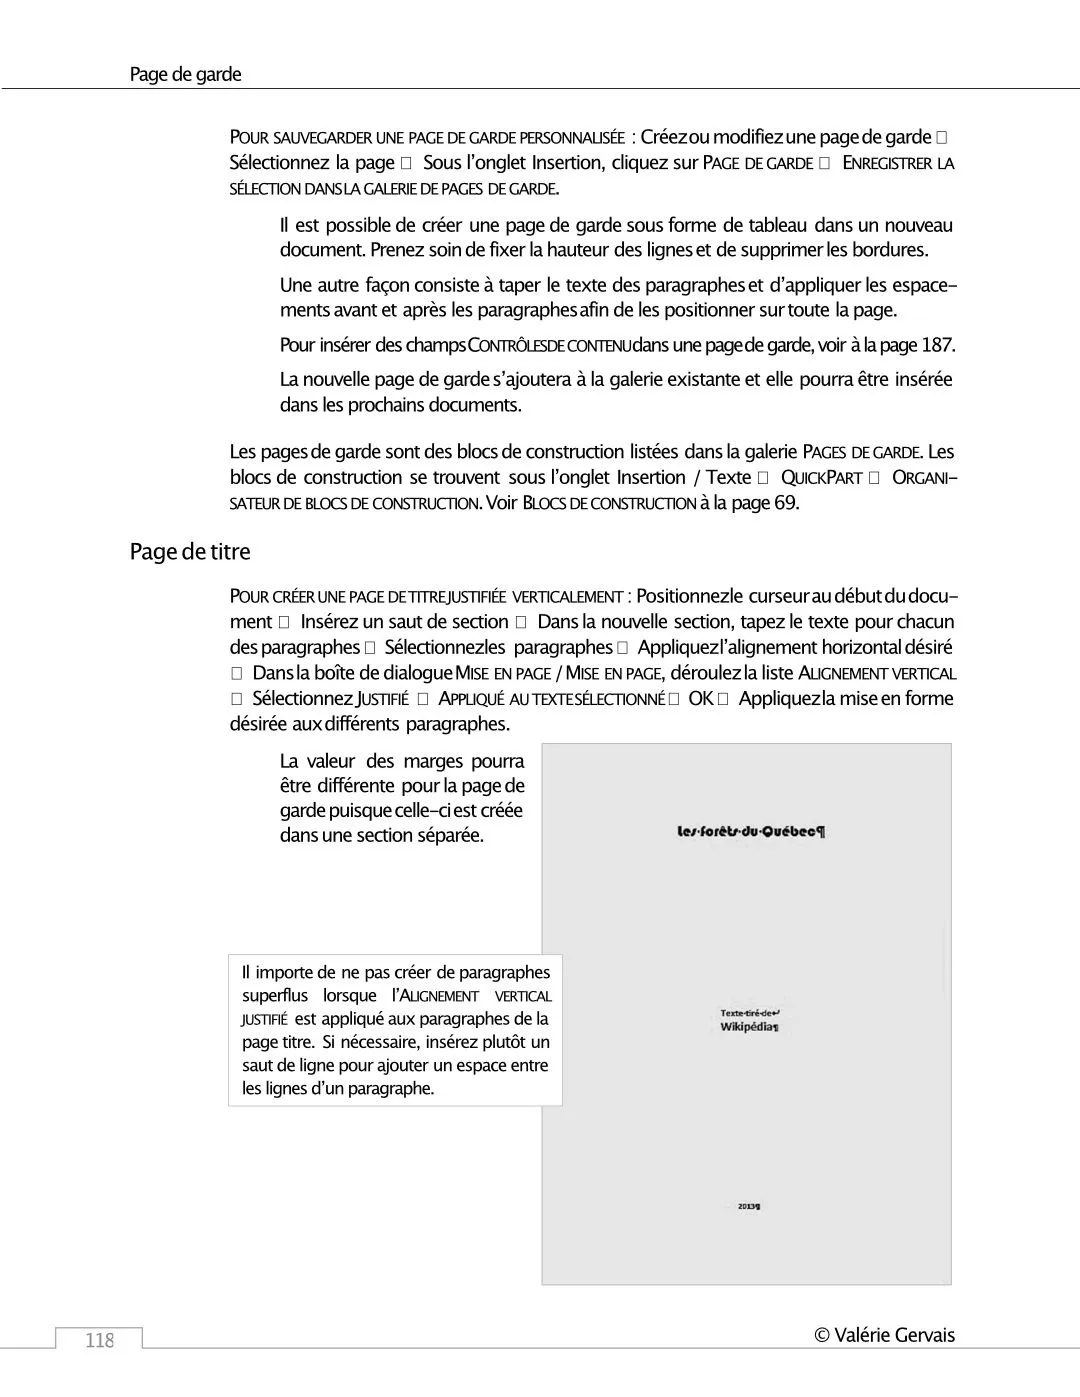 Page de garde
POUR SAUVEGARDER UNE PAGE DE GARDE PERSONNALISÉE : Créez ou modifiez une page de garde □
Sélectionnez la page □ Sous l’onglet Insertion, cliquez sur PAGE DE GARDE □ ENREGISTRER LA
SÉLECTION DANS LA GALERIE DE PAGES DE GARDE.
Il est possible de créer une page de garde sous forme de tableau dans un nouveau
document. Prenez soin de fixer la hauteur des lignes et de supprimer les bordures.
Une autre façon consiste à taper le texte des paragraphes et d’appliquer les espace-
ments avant et après les paragraphes afin de les positionner sur toute la page.
Pour insérer des champs CONTRÔLES DE CONTENU dans une page de garde, voir à la page 187.
La nouvelle page de garde s’ajoutera à la galerie existante et elle pourra être insérée
dans les prochains documents.
Les pages de garde sont des blocs de construction listées dans la galerie PAGES DE GARDE. Les
blocs de construction se trouvent sous l’onglet Insertion / Texte □ QUICKPART □ ORGANI-
SATEUR DE BLOCS DE CONSTRUCTION. Voir BLOCS DE CONSTRUCTION à la page 69.
Page de titre
POUR CRÉER UNE PAGE DE TITRE JUSTIFIÉE VERTICALEMENT : Positionnez le curseur au début du docu-
ment □ Insérez un saut de section □ Dans la nouvelle section, tapez le texte pour chacun
des paragraphes □ Sélectionnez les paragraphes □ Appliquez l’alignement horizontal désiré
□ Dans la boîte de dialogue MISE EN PAGE / MISE EN PAGE, déroulez la liste ALIGNEMENT VERTICAL
□ Sélectionnez JUSTIFIÉ □ APPLIQUÉ AU TEXTE SÉLECTIONNÉ □ OK □ Appliquez la mise en forme
désirée aux différents paragraphes.
La valeur des marges pourra
être différente pour la page de
garde puisque celle-ci est créée
dans une section séparée.
Les·forêts·du·Québec¶
Il importe de ne pas créer de paragraphes
superflus lorsque l’ALIGNEMENT VERTICAL
JUSTIFIÉ est appliqué aux paragraphes de la
page titre. Si nécessaire, insérez plutôt un
saut de ligne pour ajouter un espace entre
les lignes d’un paragraphe.
Texte·tiré·de↵
Wikipédia¶
2013¶
118
© Valérie Gervais